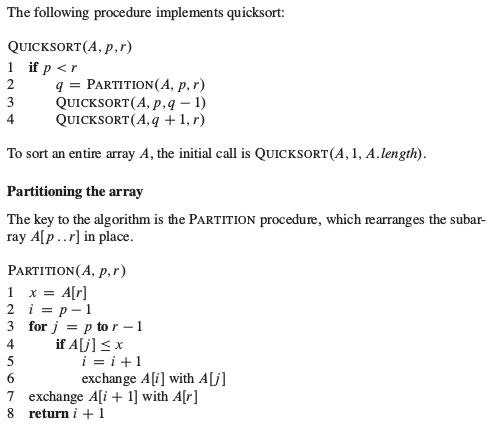 The following procedure implements quicksort:
QUICKSORT(A, p, r)
1 if p < r
2 q = PARTITION(A, p, r)
3 QUICKSORT(A, p, q − 1)
4 QUICKSORT(A, q + 1, r)
To sort an entire array A, the initial call is QUICKSORT(A, 1, A.length).
Partitioning the array
The key to the algorithm is the PARTITION procedure, which rearranges the subar-
ray A[p . . r] in place.
PARTITION(A, p, r)
1 x = A[r]
2 i = p − 1
3 for j = p to r − 1
4 if A[j] ≤ x
5 i = i + 1
6 exchange A[i] with A[j]
7 exchange A[i + 1] with A[r]
8 return i + 1